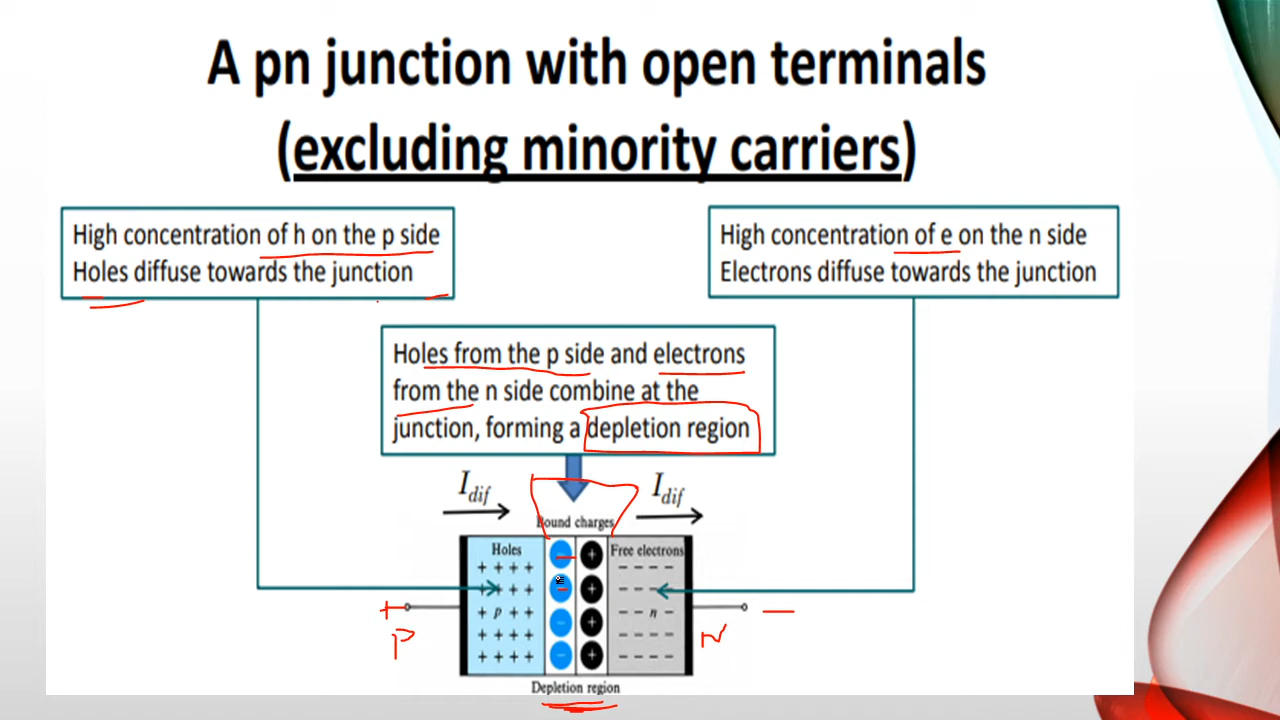 A pn junction with open terminals
(excluding minority carriers)
High concentration of h on the p side
Holes diffuse towards the junction
High concentration of e on the n side
Electrons diffuse towards the junction
Holes from the p side and electrons
from the n side combine at the
junction, forming a depletion region
I dif
I dif
Bound charges
Holes
Free electrons
+ + + +
- - - -
+ + + +
- - -
+ p + +
- - n -
+ + + +
- - - -
+ + + +
- - - -
- +
- +
- +
- +
+
-
P
N
Depletion region